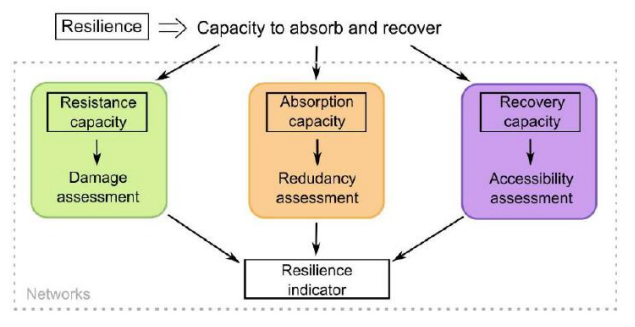 Resilience ⇒ Capacity to absorb and recover
Resistance
capacity
Damage
assessment
Absorption
capacity
Redudancy
assessment
Recovery
capacity
Accessibility
assessment
Resilience
indicator
Networks